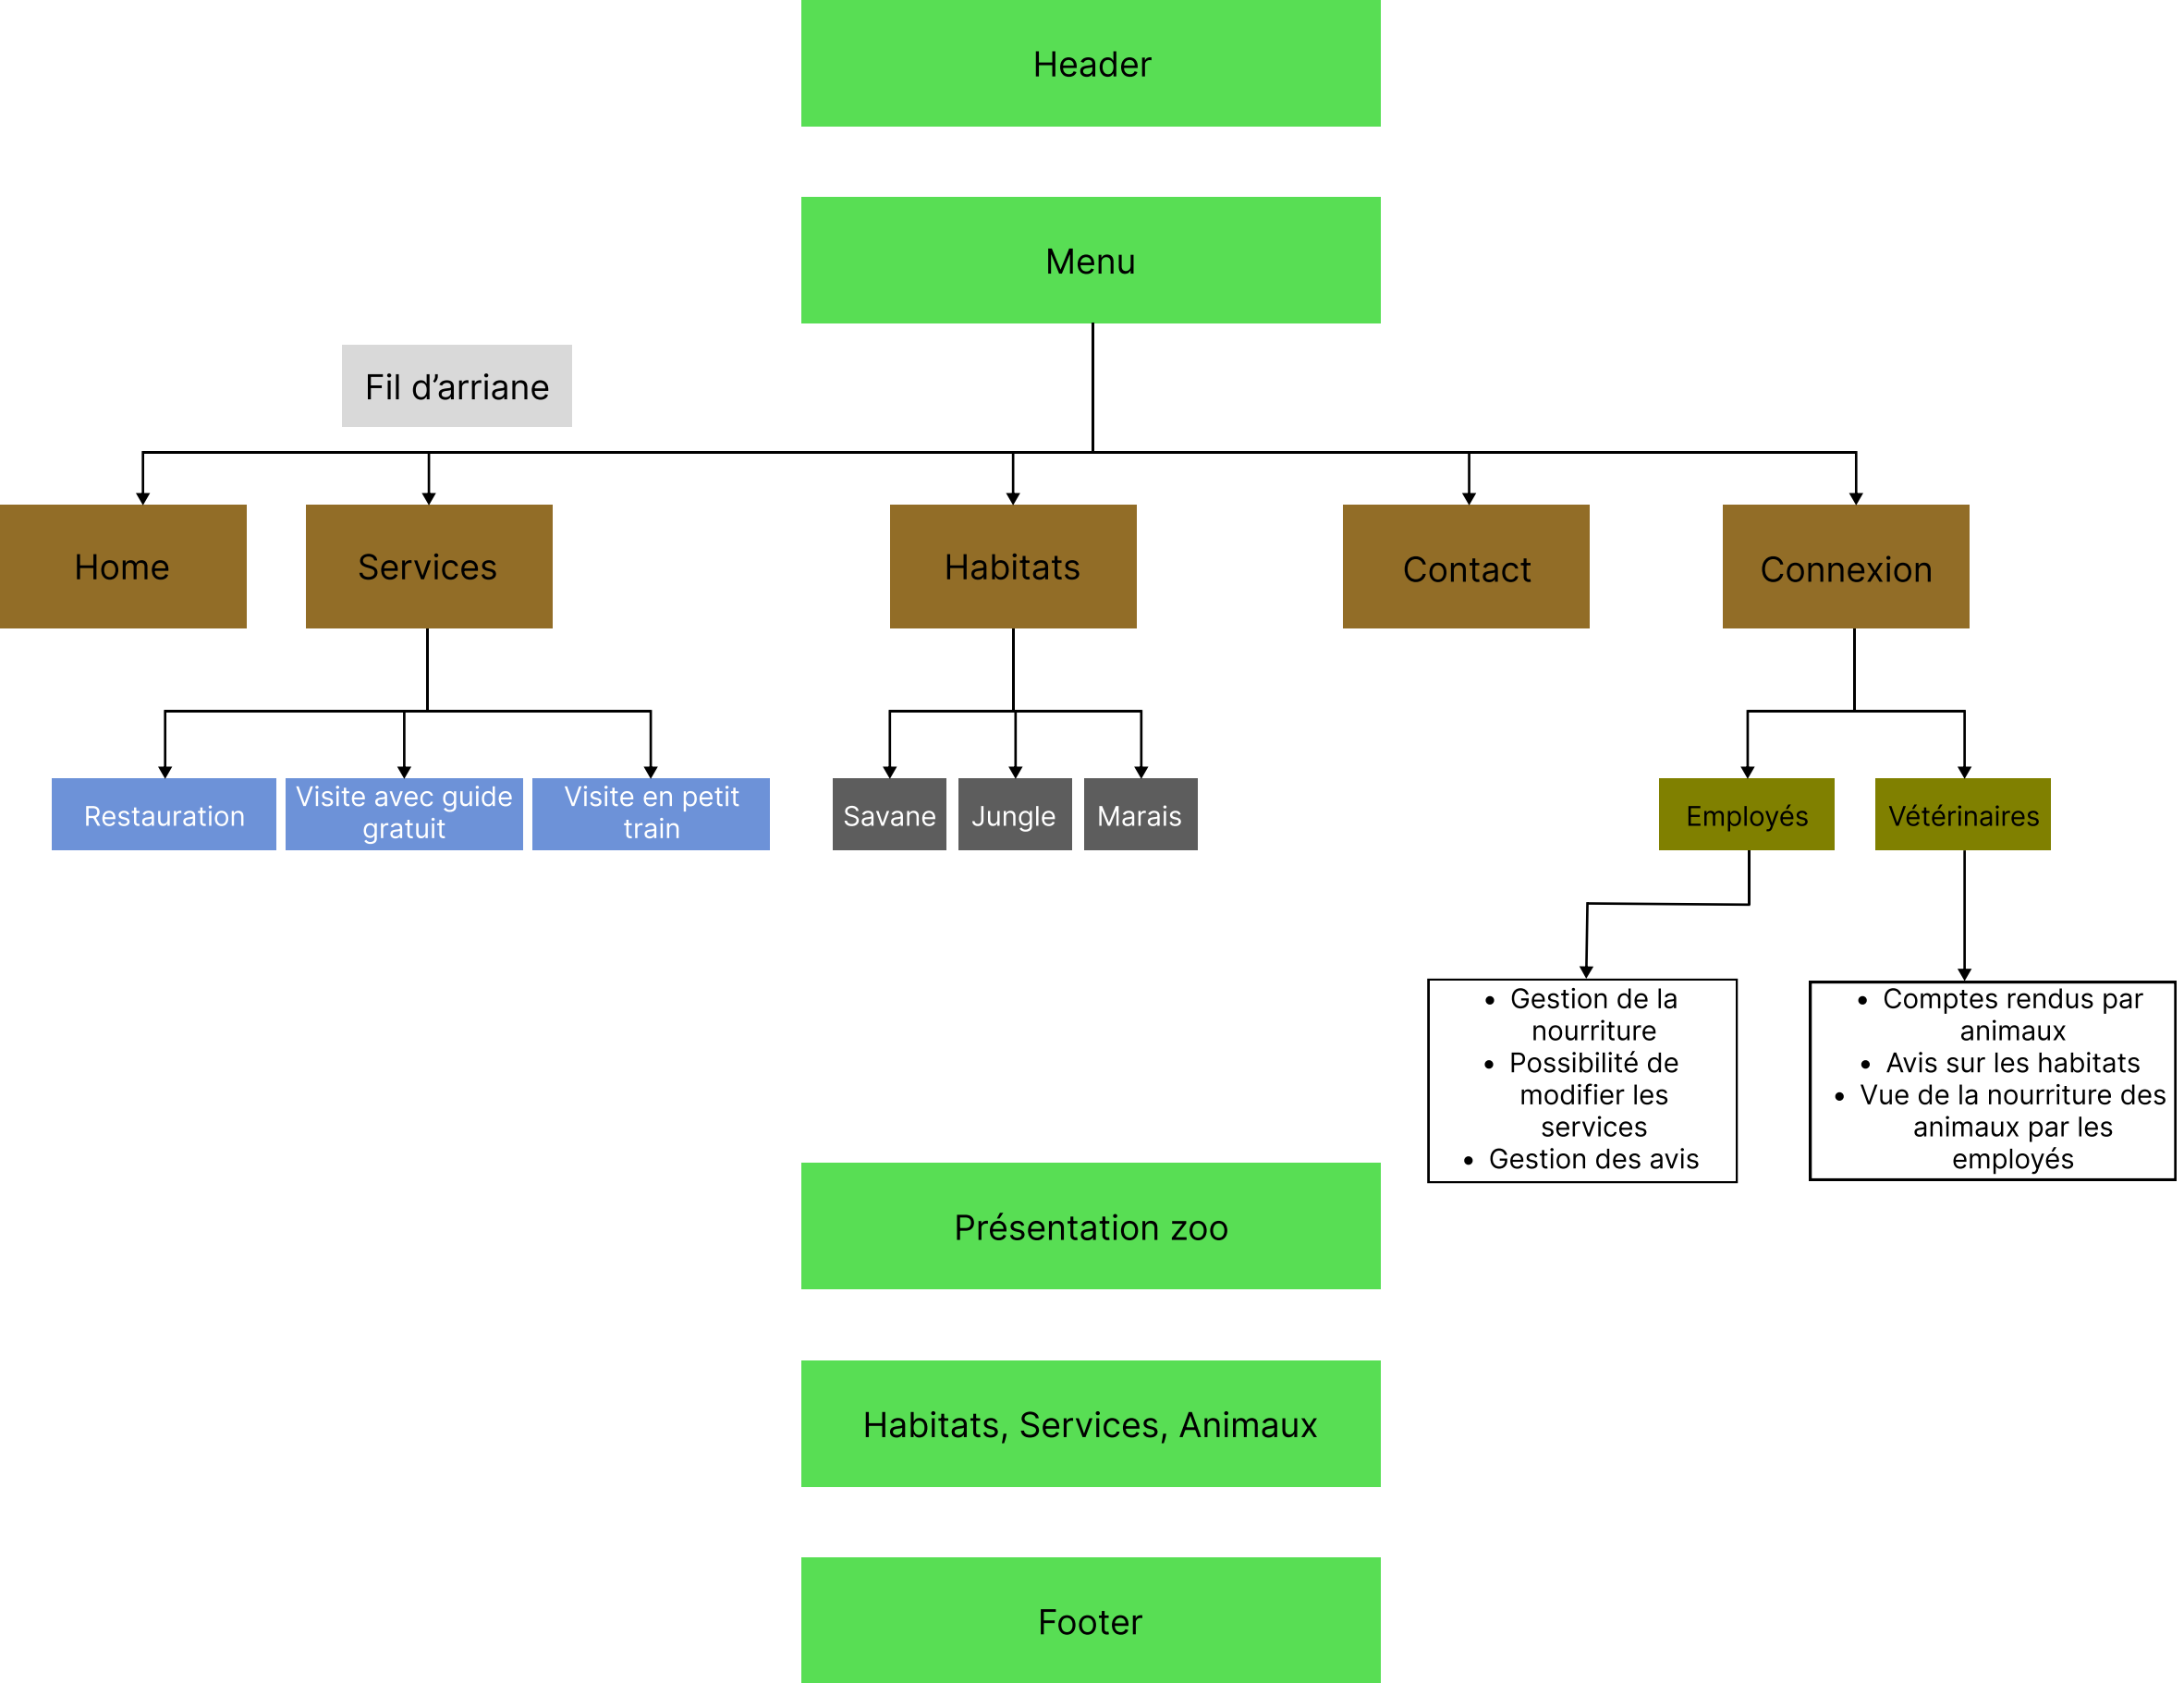 Header
Menu
Fil d’arriane
Home
Services
Habitats
Contact
Connexion
Restauration
Visite avec guide
gratuit
Visite en petit
train
Savane
Jungle
Marais
Employés
Vétérinaires
• Gestion de la
nourriture
• Possibilité de
modifier les
services
• Gestion des avis
• Comptes rendus par
animaux
• Avis sur les habitats
• Vue de la nourriture des
animaux par les
employés
Présentation zoo
Habitats, Services, Animaux
Footer